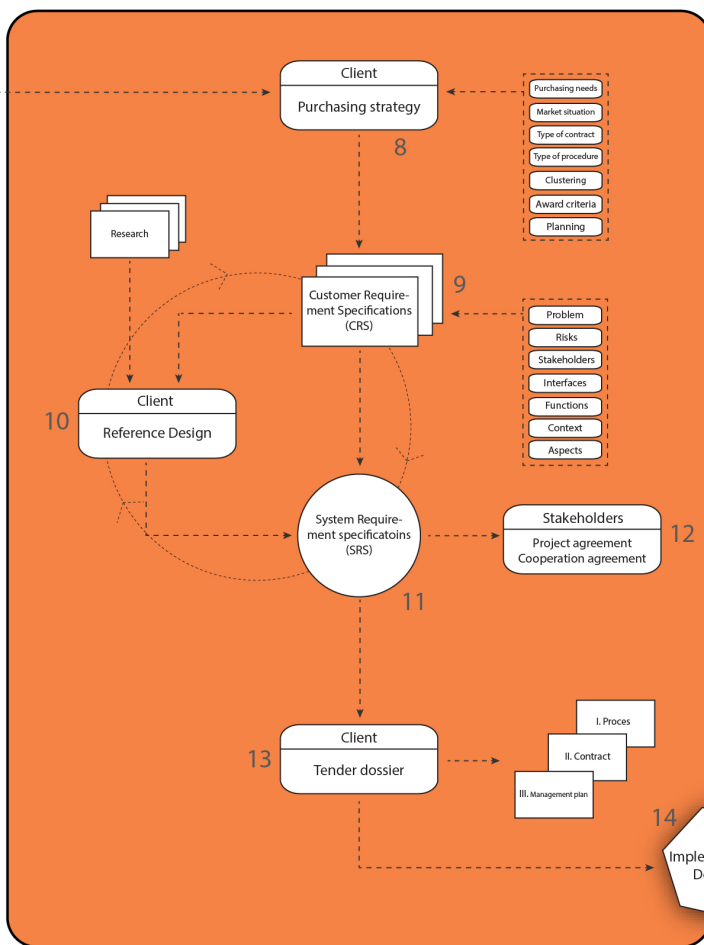 Client
Purchasing strategy
8
Purchasing needs
Market situation
Type of contract
Type of procedure
Clustering
Award criteria
Planning
Research
Customer Require-
ment Specifications
(CRS)
9
Problem
Risks
Stakeholders
Interfaces
Functions
Context
Aspects
10
Client
Reference Design
System Require-
ment specificatoins
(SRS)
11
Stakeholders
Project agreement
Cooperation agreement
12
13
Client
Tender dossier
I. Proces
II. Contract
III. Management plan
14
Imple
De